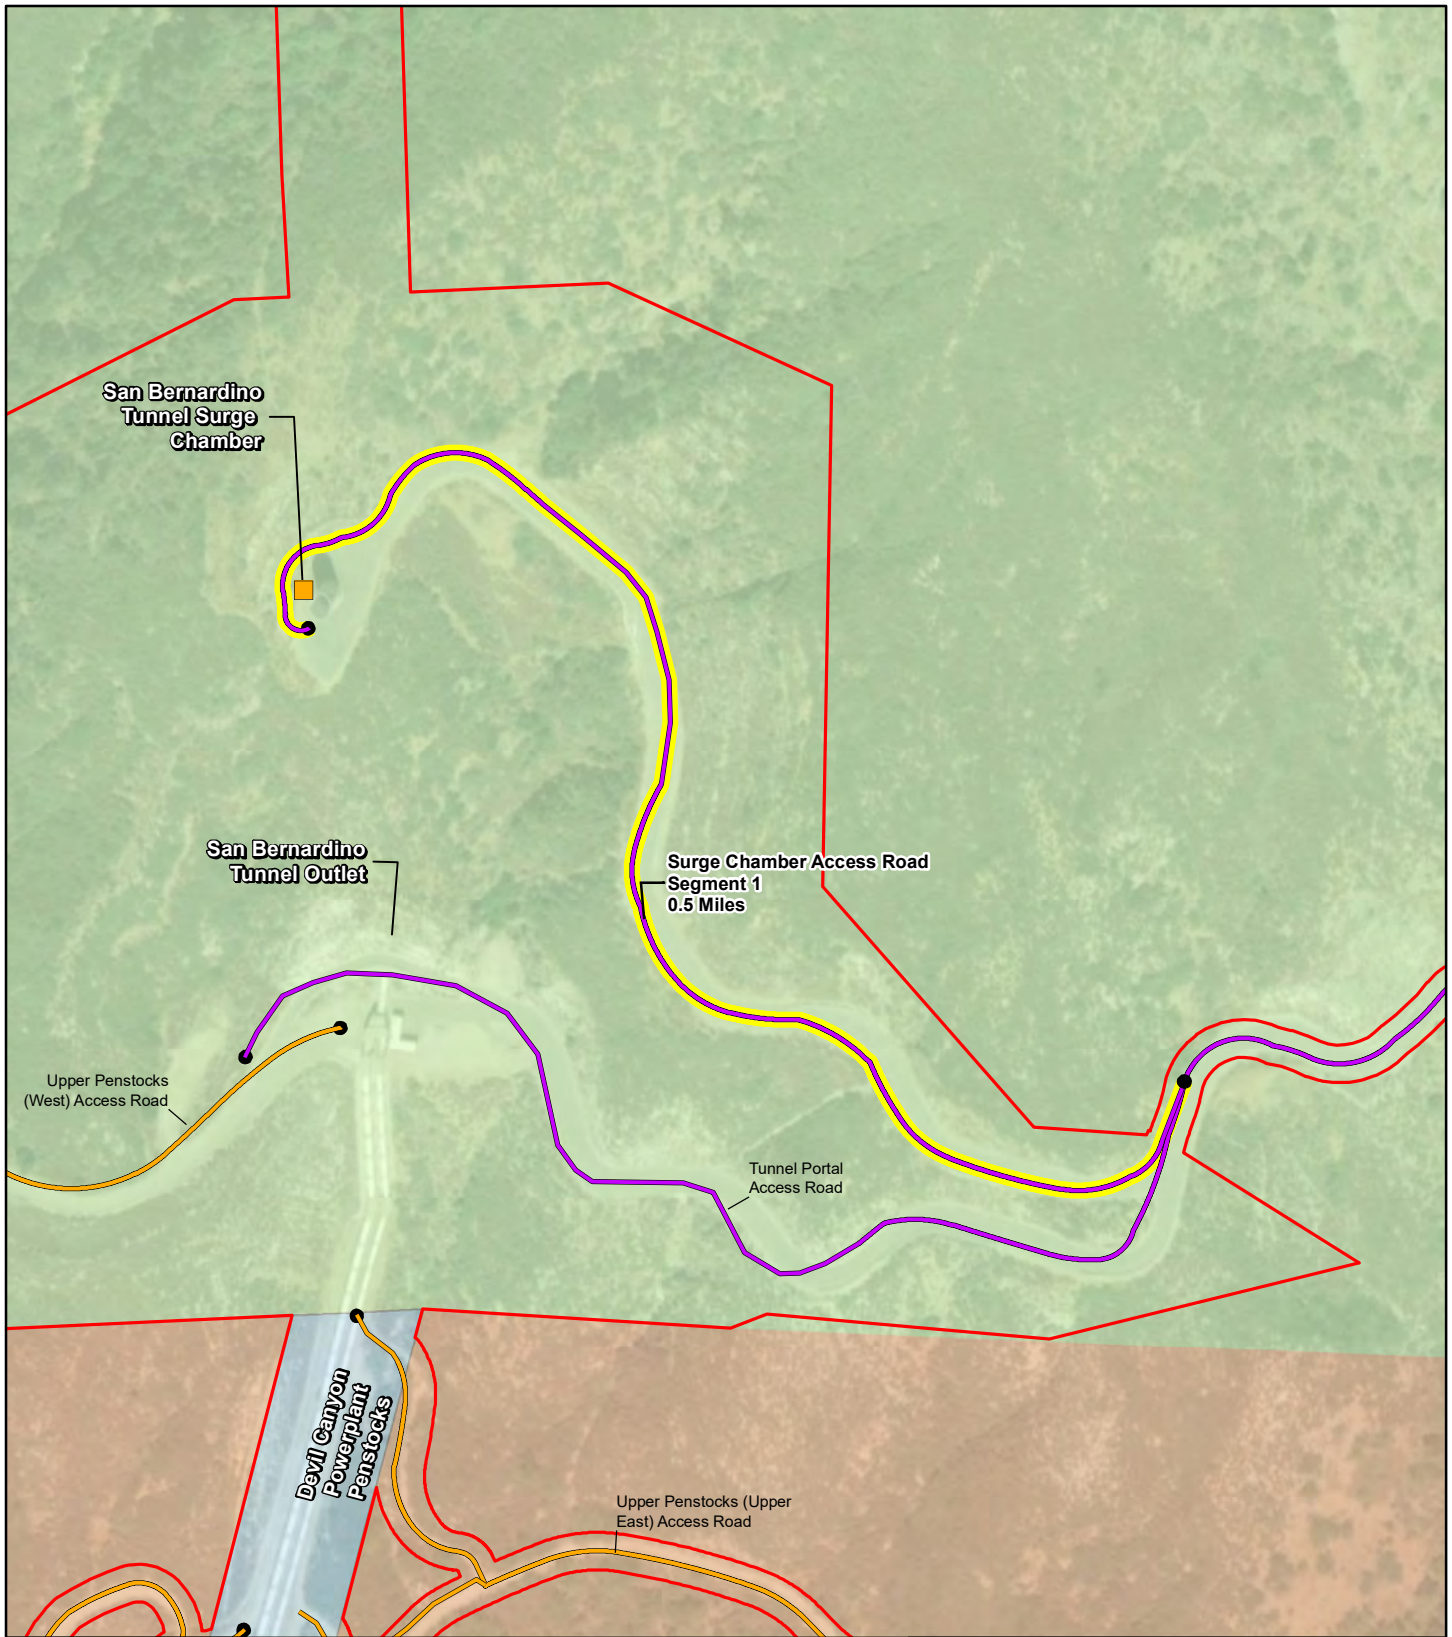 San Bernardino
Tunnel Surge
Chamber
San Bernardino
Tunnel Outlet
Surge Chamber Access Road
Segment 1
0.5 Miles
Upper Penstocks
(West) Access Road
Tunnel Portal
Access Road
Devil Canyon
Powerplant
Penstocks
Upper Penstocks (Upper
East) Access Road